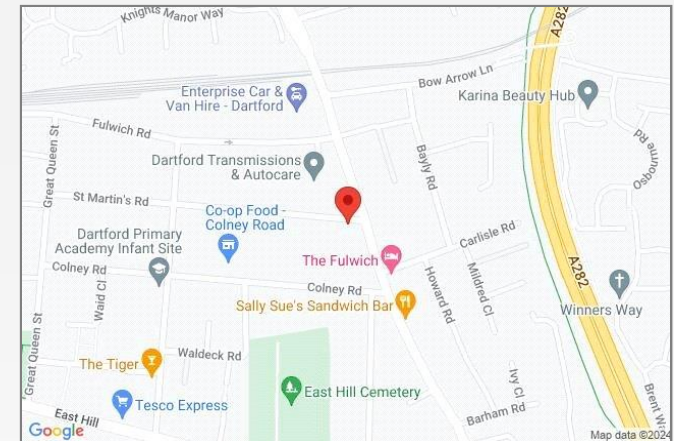 Knights Manor Way
A282
Bow Arrow Ln
Enterprise Car &
Van Hire - Dartford
Karina Beauty Hub
Fulwich Rd
Great Queen St
Osbourne Rd
Dartford Transmissions
& Autocare
Bayly Rd
St Martin's Rd
Co-op Food -
Colney Road
Dartford Primary
Academy Infant Site
Carlisle Rd
The Fulwich
A282
Colney Rd
Waid Cl
Colney Rd
Howard Rd
Mildred Cl
Sally Sue's Sandwich Bar
Winners Way
Great Queen St
Waldeck Rd
The Tiger
East Hill Cemetery
Ivy Cl
Tesco Express
Barham Rd
Brent Wa
East Hill
Google
Map data ©2024